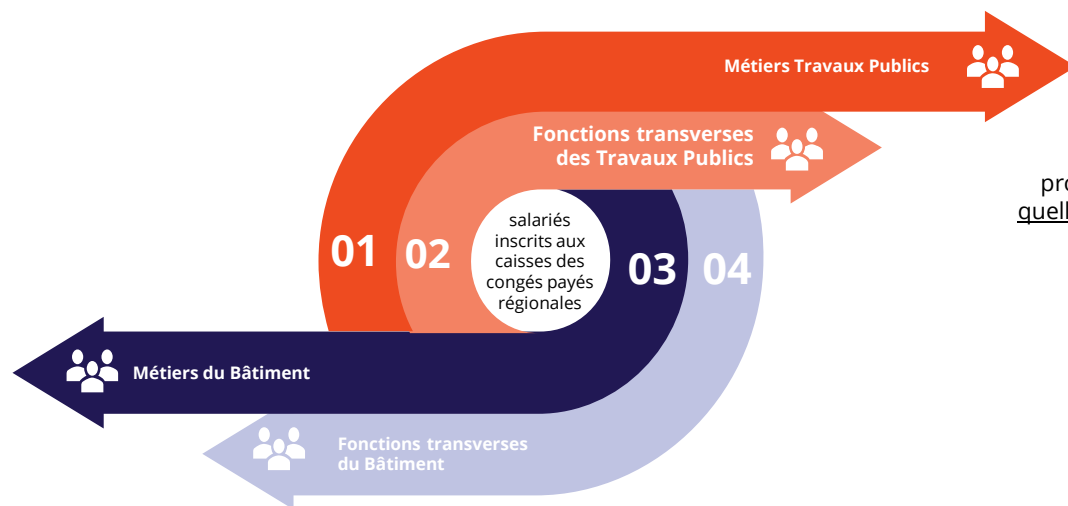 Métiers Travaux Publics
Fonctions transverses
des Travaux Publics
salariés
inscrits aux
caisses des
congés payés
régionales
01
02
03
04
Métiers du Bâtiment
Fonctions transverses
du Bâtiment